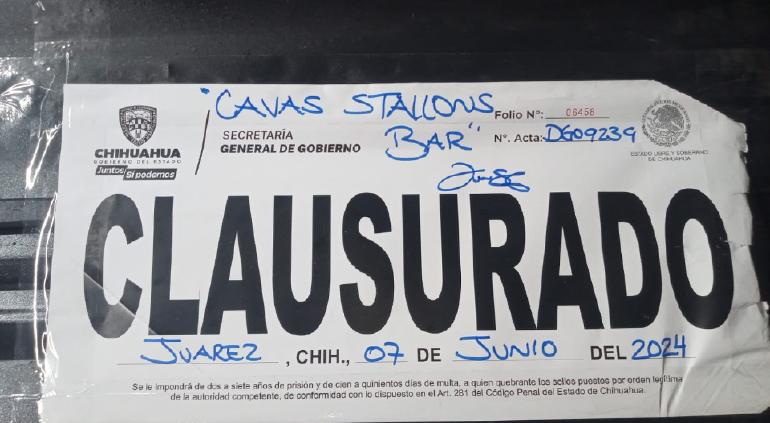 "CAVAS STALLONS
BAR"
Folio Nº: 06458
Nº. Acta: DG09239
CHIHUAHUA
GOBIERNO DEL ESTADO
Juntos Sí podemos
SECRETARÍA
GENERAL DE GOBIERNO
ESTADO LIBRE Y SOBERANO
DE CHIHUAHUA
CLAUSURADO
JUAREZ, CHIH., 07 DE JUNIO DEL 2024
Se le impondrá de dos a siete años de prisión y de cien a quinientos días de multa, a quien quebrante los sellos puestos por orden legítima
de la autoridad competente, de conformidad con lo dispuesto en el Art. 281 del Código Penal del Estado de Chihuahua.